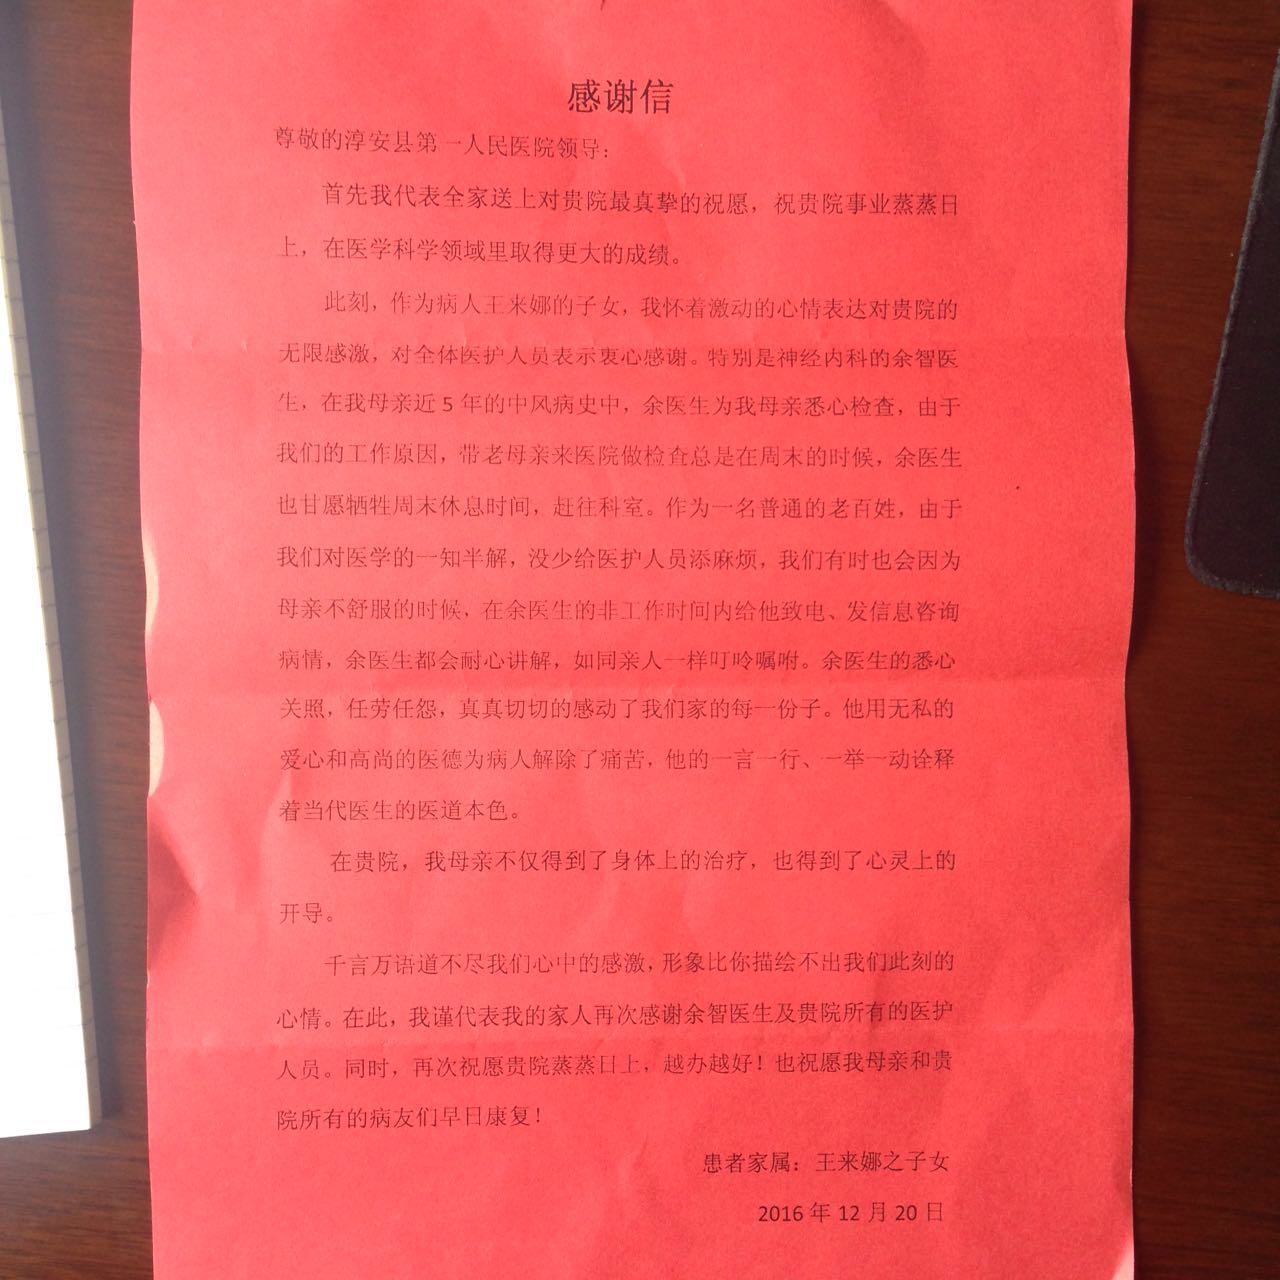 感谢信
尊敬的淳安县第一人民医院领导：
首先我代表全家送上对贵院最真挚的祝愿，祝贵院事业蒸蒸日
上，在医学科学领域里取得更大的成绩。
此刻，作为病人王来娜的子女，我怀着激动的心情表达对贵院的
无限感激，对全体医护人员表示衷心感谢。特别是神经内科的余智医
生，在我母亲近5年的中风病史中，余医生为我母亲悉心检查，由于
我们的工作原因，带老母亲来医院做检查总是在周末的时候，余医生
也甘愿牺牲周末休息时间，赶往科室。作为一名普通的老百姓，由于
我们对医学的一知半解，没少给医护人员添麻烦，我们有时也会因为
母亲不舒服的时候，在余医生的非工作时间内给他致电、发信息咨询
病情，余医生都会耐心讲解，如同亲人一样叮咛嘱咐。余医生的悉心
关照，任劳任怨，真真切切的感动了我们家的每一份子。他用无私的
爱心和高尚的医德为病人解除了痛苦，他的一言一行、一举一动诠释
着当代医生的医道本色。
在贵院，我母亲不仅得到了身体上的治疗，也得到了心灵上的
开导。
千言万语道不尽我们心中的感激，形象比你描绘不出我们此刻的
心情。在此，我谨代表我的家人再次感谢余智医生及贵院所有的医护
人员。同时，再次祝愿贵院蒸蒸日上，越办越好！也祝愿我母亲和贵
院所有的病友们早日康复！
患者家属：王来娜之子女
2016年12月20日